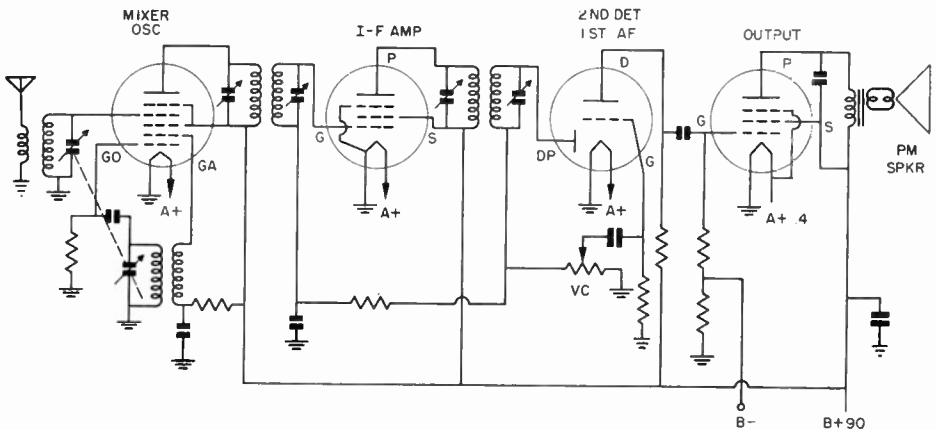 MIXER
OSC
I-F AMP
2ND DET
1ST AF
OUTPUT
P
D
P
G
S
G
S
GO
GA
DP
G
PM
SPKR
A+
A+
A+
A+ .4
VC
B-
B+90